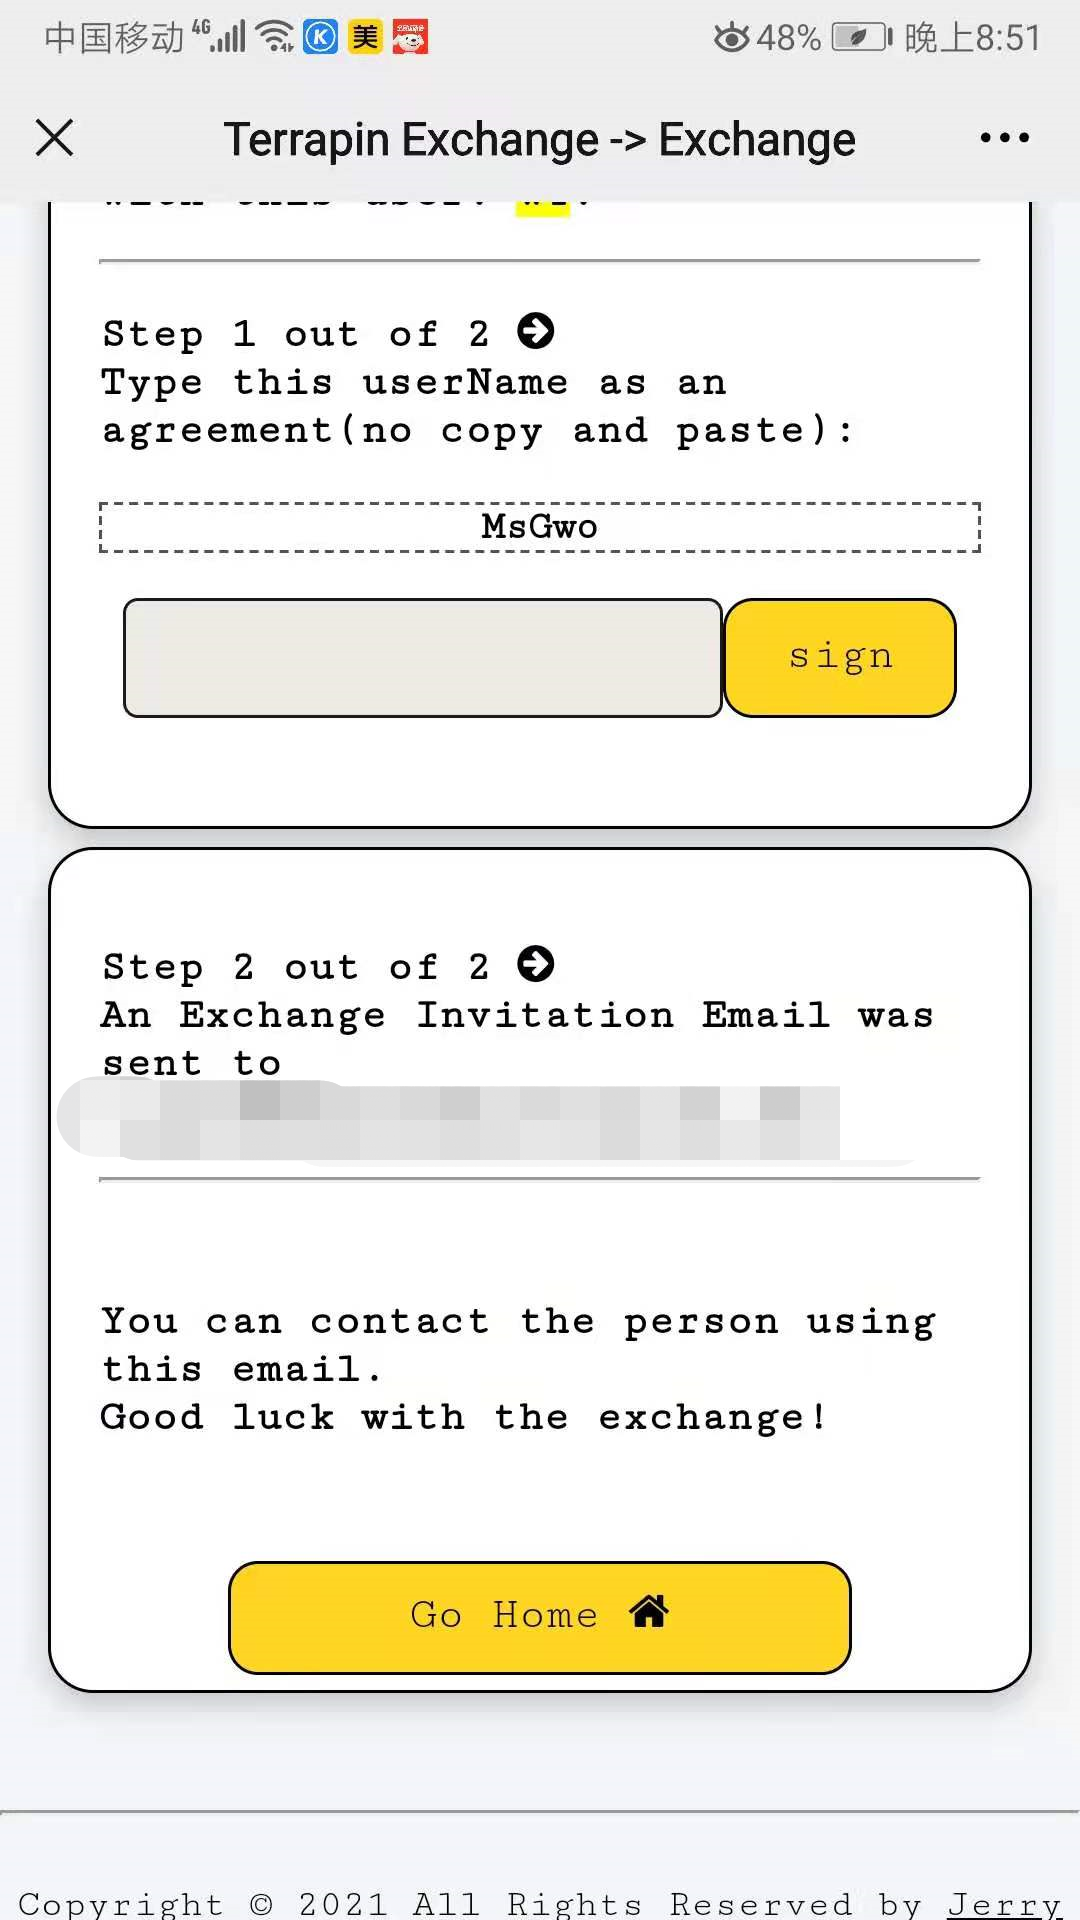 中国移动 4G 48% 晚上8:51
Terrapin Exchange -> Exchange
with this user:
Step 1 out of 2
Type this userName as an
agreement(no copy and paste):
MsGwo
sign
Step 2 out of 2
An Exchange Invitation Email was
sent to
You can contact the person using
this email.
Good luck with the exchange!
Go Home
Copyright © 2021 All Rights Reserved by Jerry